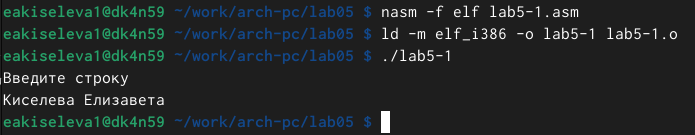 eakiseleva1@dk4n59 ~/work/arch-pc/lab05 $ nasm -f elf lab5-1.asm
eakiseleva1@dk4n59 ~/work/arch-pc/lab05 $ ld -m elf_i386 -o lab5-1 lab5-1.o
eakiseleva1@dk4n59 ~/work/arch-pc/lab05 $ ./lab5-1
Введите строку
Киселева Елизавета
eakiseleva1@dk4n59 ~/work/arch-pc/lab05 $